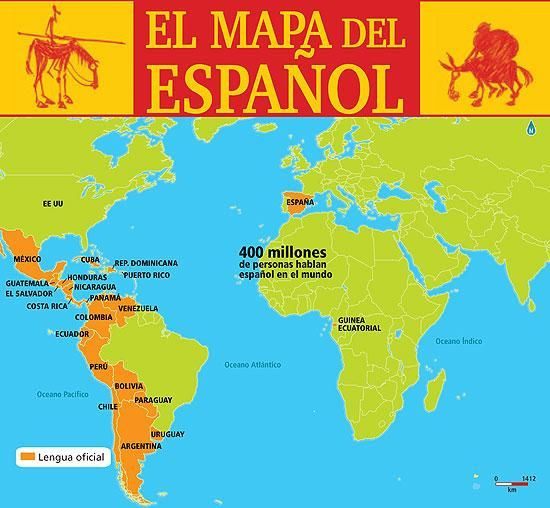 EL MAPA DEL
ESPAÑOL
EE UU
ESPAÑA
400 millones
de personas hablan
español en el mundo
MÉXICO
CUBA
REP. DOMINICANA
PUERTO RICO
GUATEMALA
HONDURAS
EL SALVADOR
NICARAGUA
COSTA RICA
PANAMÁ
VENEZUELA
COLOMBIA
GUINEA
ECUATORIAL
ECUADOR
Oceano Índico
Oceano Atlántico
PERÚ
BOLIVIA
Oceano Pacífico
PARAGUAY
CHILE
URUGUAY
ARGENTINA
Lengua oficial
0 1412
km
N